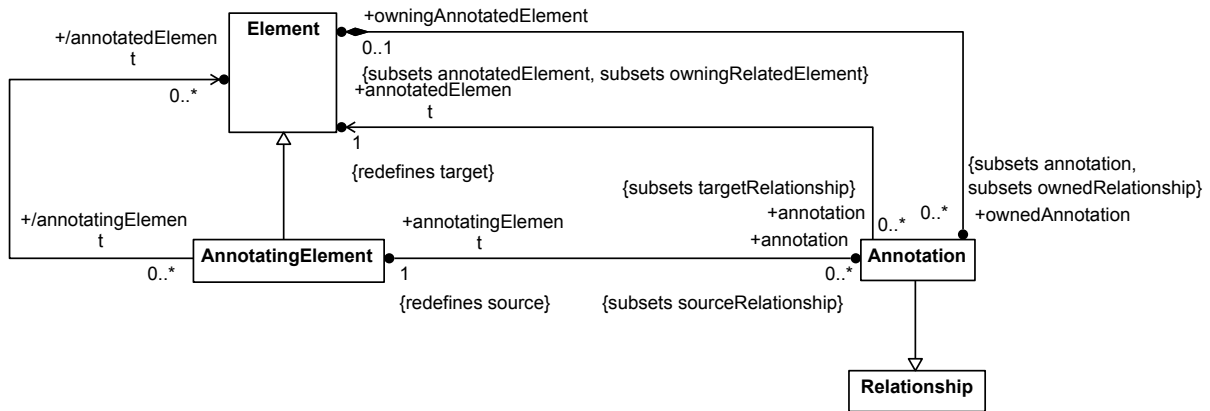 Element
+owningAnnotatedElement
0..1
+/annotatedElemen
t
0..*
{subsets annotatedElement, subsets owningRelatedElement}
+annotatedElemen
t
1
{redefines target}
{subsets annotation,
subsets ownedRelationship}
{subsets targetRelationship}
+annotation
0..*
0..*
+ownedAnnotation
+/annotatingElemen
t
0..*
AnnotatingElement
+annotatingElemen
t
1
{redefines source}
+annotation
0..*
{subsets sourceRelationship}
Annotation
Relationship